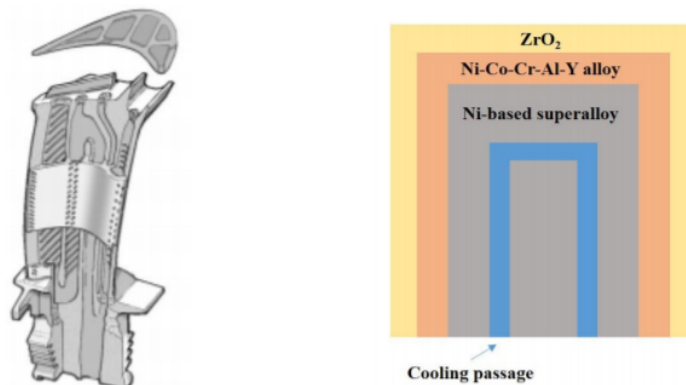 ZrO₂
Ni-Co-Cr-Al-Y alloy
Ni-based superalloy
Cooling passage